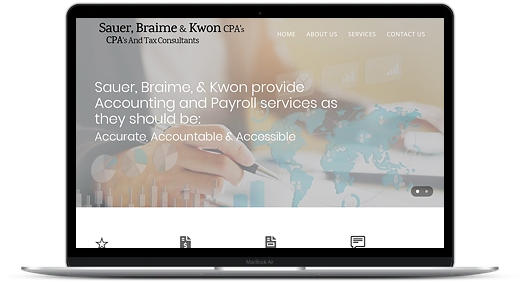 Sauer, Braime & Kwon CPA's
CPA's And Tax Consultants
HOME ABOUT US SERVICES CONTACT US
Sauer, Braime, & Kwon provide
Accounting and Payroll services as
they should be:
Accurate, Accountable & Accessible
MacBook Air